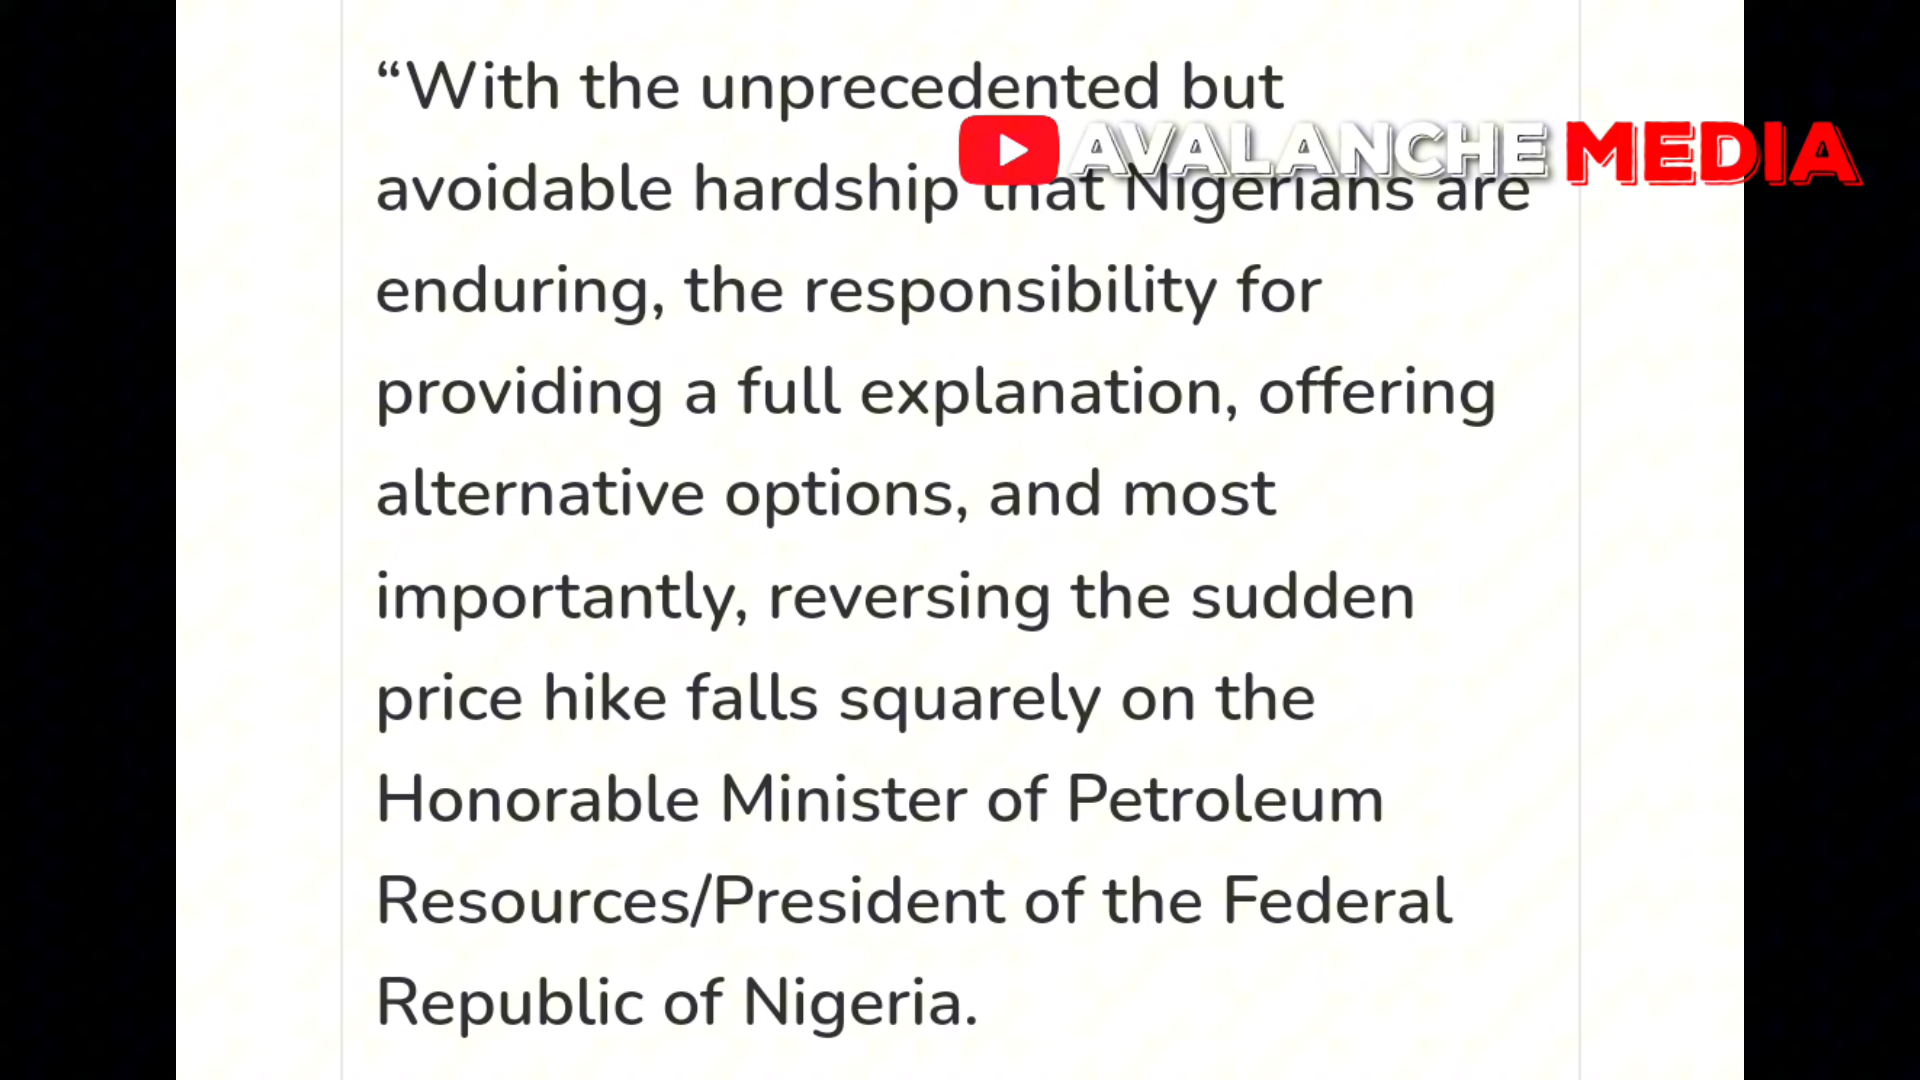 “With the unprecedented but
AVALANCHE MEDIA
avoidable hardship that Nigerians are
enduring, the responsibility for
providing a full explanation, offering
alternative options, and most
importantly, reversing the sudden
price hike falls squarely on the
Honorable Minister of Petroleum
Resources/President of the Federal
Republic of Nigeria.